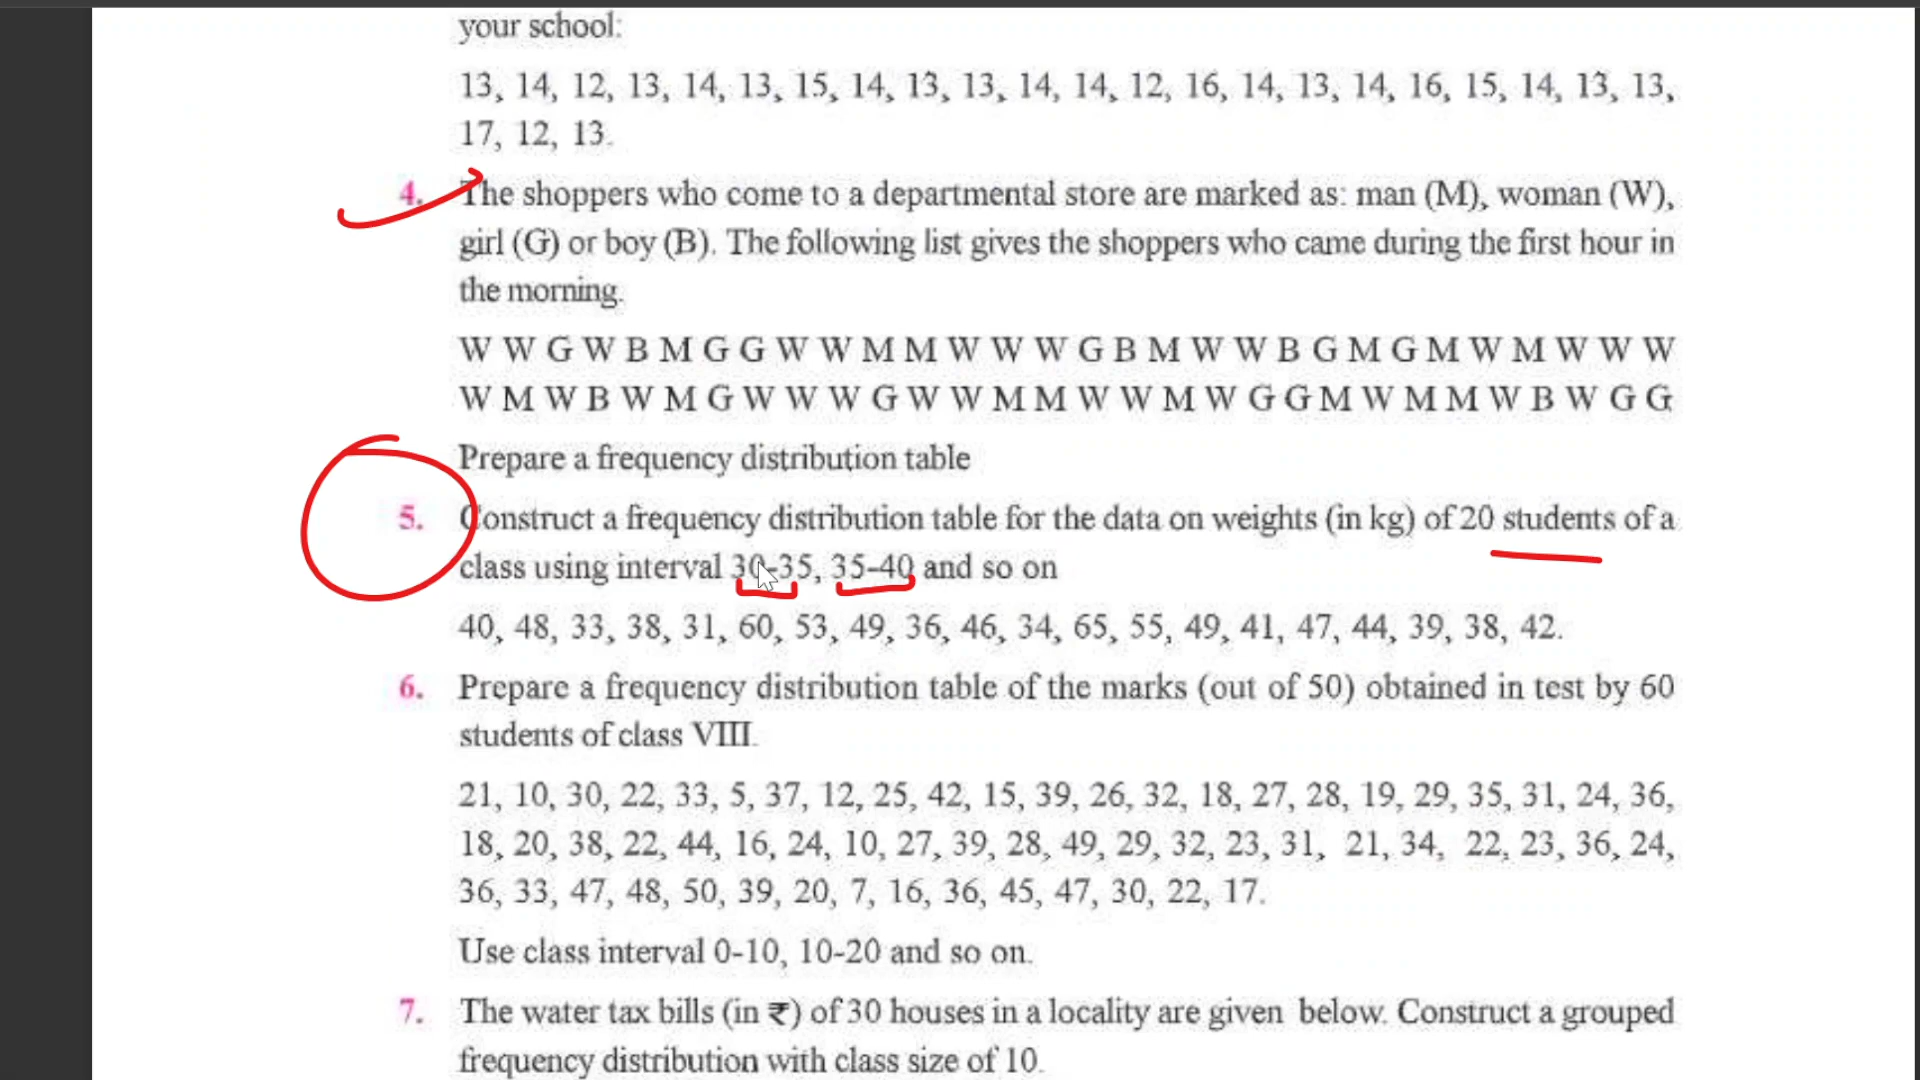 your school:
13, 14, 12, 13, 14, 13, 15, 14, 13, 13, 14, 14, 12, 16, 14, 13, 14, 16, 15, 14, 13, 13,
17, 12, 13.
4. The shoppers who come to a departmental store are marked as: man (M), woman (W),
girl (G) or boy (B). The following list gives the shoppers who came during the first hour in
the morning.
W W G W B M G G W W M M W W W G B M W W B G M G M W M W W W
W M W B W M G W W W G W W M M W W M W G G M W M M W B W G G
Prepare a frequency distribution table
5. Construct a frequency distribution table for the data on weights (in kg) of 20 students of a
class using interval 30-35, 35-40 and so on
40, 48, 33, 38, 31, 60, 53, 49, 36, 46, 34, 65, 55, 49, 41, 47, 44, 39, 38, 42.
6. Prepare a frequency distribution table of the marks (out of 50) obtained in test by 60
students of class VIII.
21, 10, 30, 22, 33, 5, 37, 12, 25, 42, 15, 39, 26, 32, 18, 27, 28, 19, 29, 35, 31, 24, 36,
18, 20, 38, 22, 44, 16, 24, 10, 27, 39, 28, 49, 29, 32, 23, 31, 21, 34, 22, 23, 36, 24,
36, 33, 47, 48, 50, 39, 20, 7, 16, 36, 45, 47, 30, 22, 17.
Use class interval 0-10, 10-20 and so on.
7. The water tax bills (in ₹) of 30 houses in a locality are given below. Construct a grouped
frequency distribution with class size of 10.